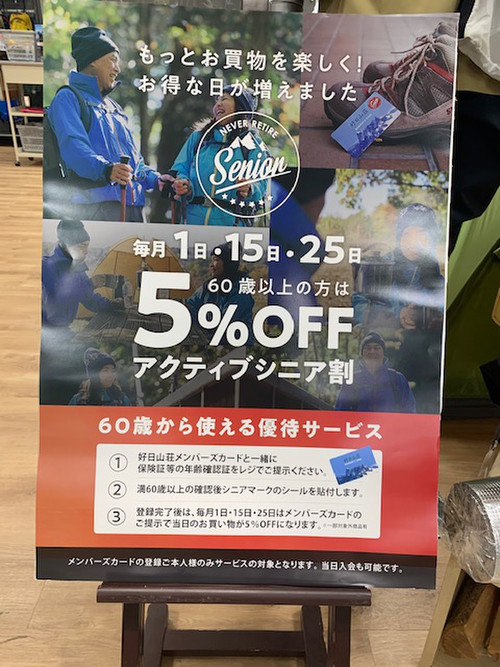 もっとお買物を楽しく!
お得な日が増えました
NEVER RETIRE
Senior
毎月1日・15日・25日
60歳以上の方は
5%OFF
アクティブシニア割
60歳から使える優待サービス
① 好日山荘メンバーズカードと一緒に
保険証等の年齢確認証をレジでご提示ください。
② 満60歳以上の確認後シニアマークのシールを貼付します。
③ 登録完了後は、毎月1日・15日・25日はメンバーズカードの
ご提示で当日のお買い物が5%OFFになります。※一部対象外商品有
メンバーズカードの登録ご本人様のみサービスの対象となります。当日入会も可能です。